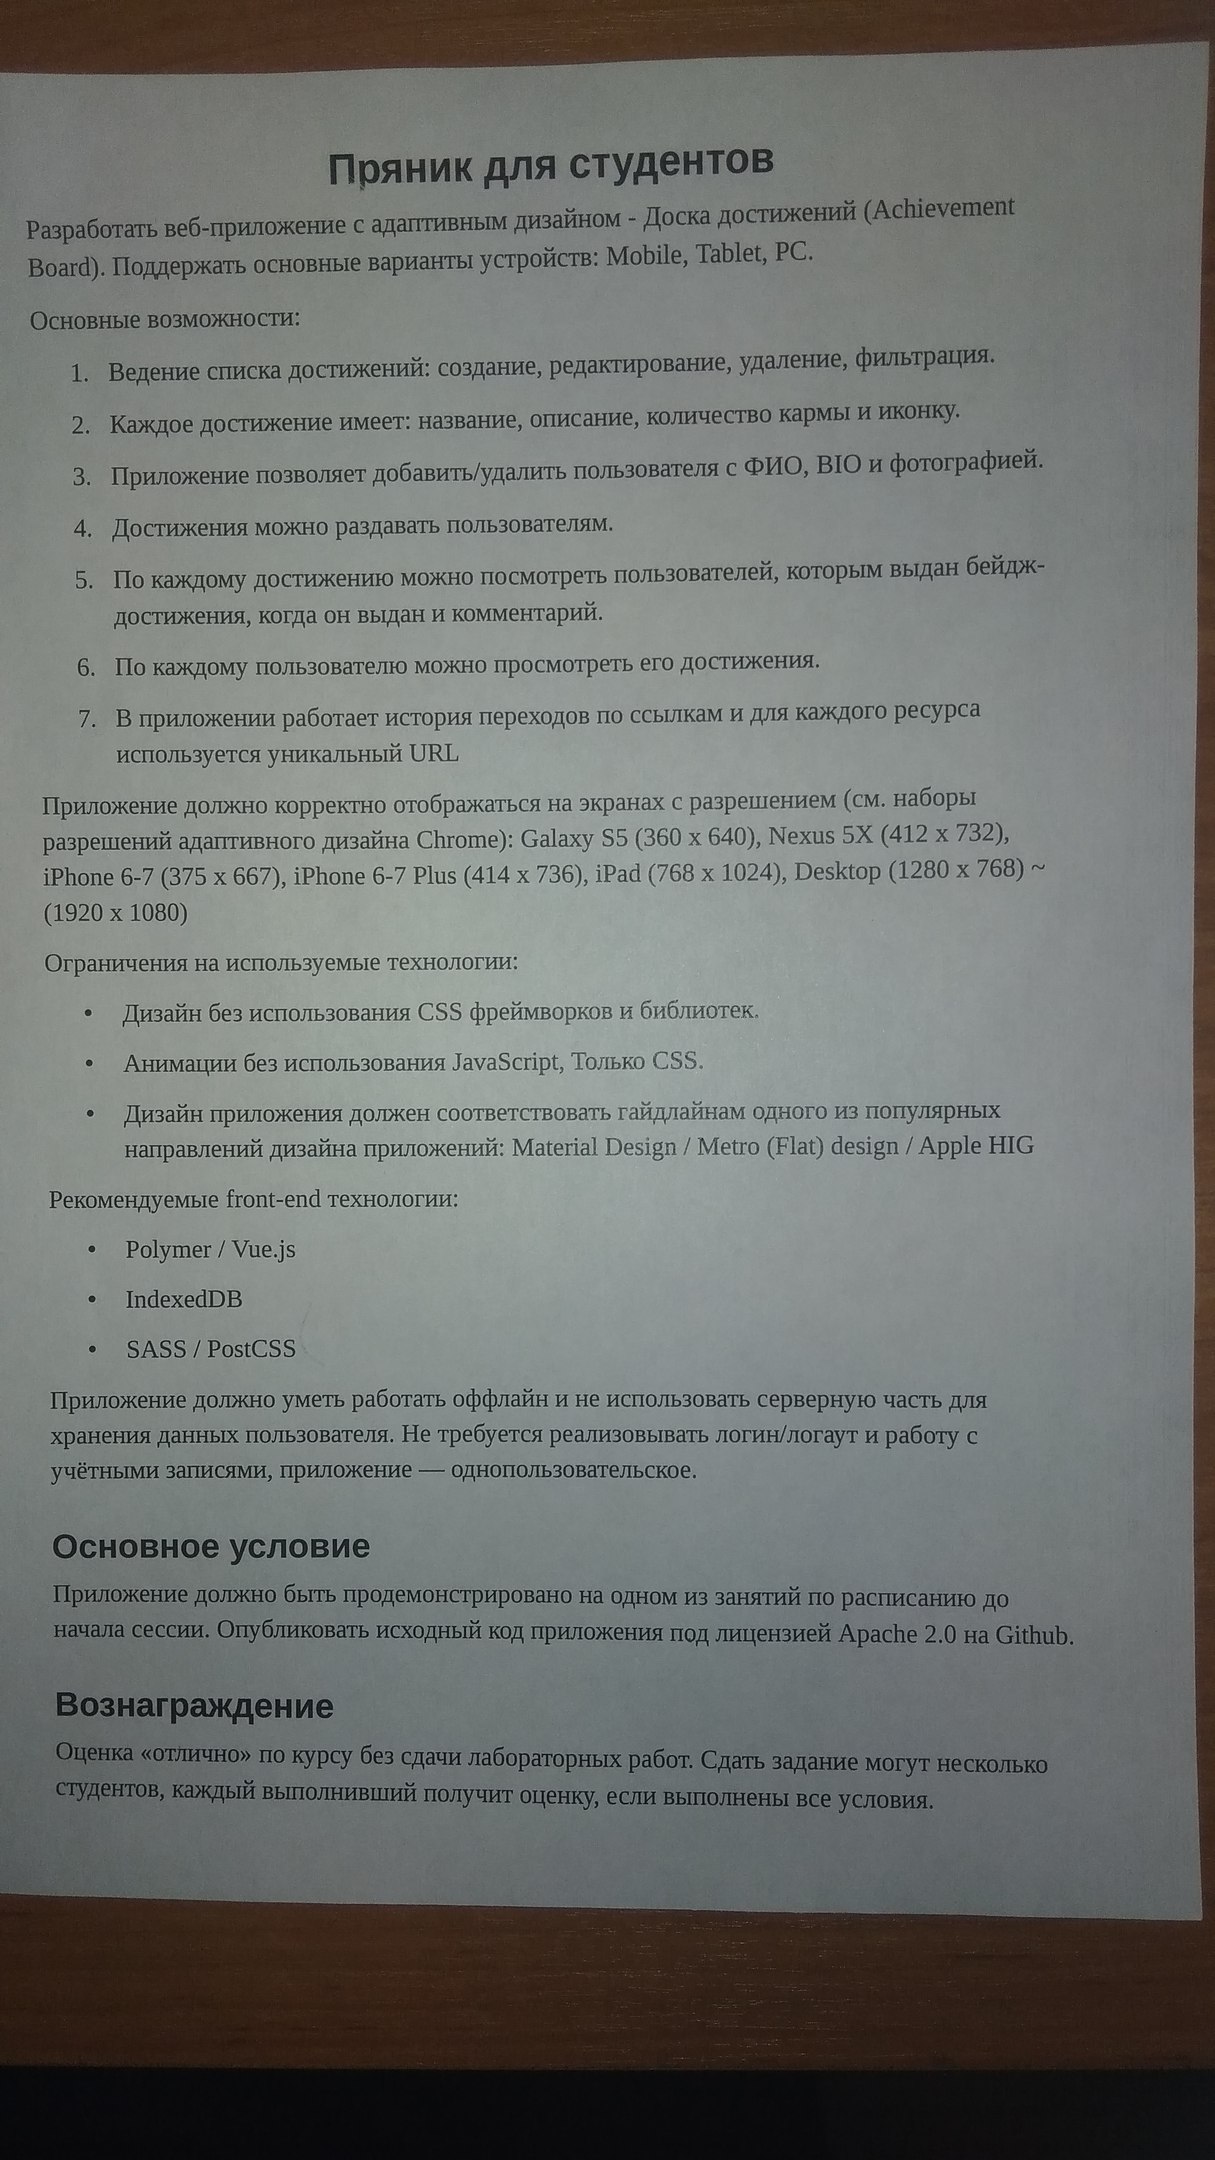 Пряник для студентов
Разработать веб-приложение с адаптивным дизайном - Доска достижений (Achievement
Board). Поддержать основные варианты устройств: Mobile, Tablet, PC.
Основные возможности:
1. Ведение списка достижений: создание, редактирование, удаление, фильтрация.
2. Каждое достижение имеет: название, описание, количество кармы и иконку.
3. Приложение позволяет добавить/удалить пользователя с ФИО, BIO и фотографией.
4. Достижения можно раздавать пользователям.
5. По каждому достижению можно посмотреть пользователей, которым выдан бейдж-
достижения, когда он выдан и комментарий.
6. По каждому пользователю можно просмотреть его достижения.
7. В приложении работает история переходов по ссылкам и для каждого ресурса
используется уникальный URL
Приложение должно корректно отображаться на экранах с разрешением (см. наборы
разрешений адаптивного дизайна Chrome): Galaxy S5 (360 x 640), Nexus 5X (412 x 732),
iPhone 6-7 (375 x 667), iPhone 6-7 Plus (414 x 736), iPad (768 x 1024), Desktop (1280 x 768) ~
(1920 x 1080)
Ограничения на используемые технологии:
• Дизайн без использования CSS фреймворков и библиотек.
• Анимации без использования JavaScript, Только CSS.
• Дизайн приложения должен соответствовать гайдлайнам одного из популярных
направлений дизайна приложений: Material Design / Metro (Flat) design / Apple HIG
Рекомендуемые front-end технологии:
• Polymer / Vue.js
• IndexedDB
• SASS / PostCSS
Приложение должно уметь работать оффлайн и не использовать серверную часть для
хранения данных пользователя. Не требуется реализовывать логин/логаут и работу с
учётными записями, приложение — однопользовательское.
Основное условие
Приложение должно быть продемонстрировано на одном из занятий по расписанию до
начала сессии. Опубликовать исходный код приложения под лицензией Apache 2.0 на Github.
Вознаграждение
Оценка «отлично» по курсу без сдачи лабораторных работ. Сдать задание могут несколько
студентов, каждый выполнивший получит оценку, если выполнены все условия.